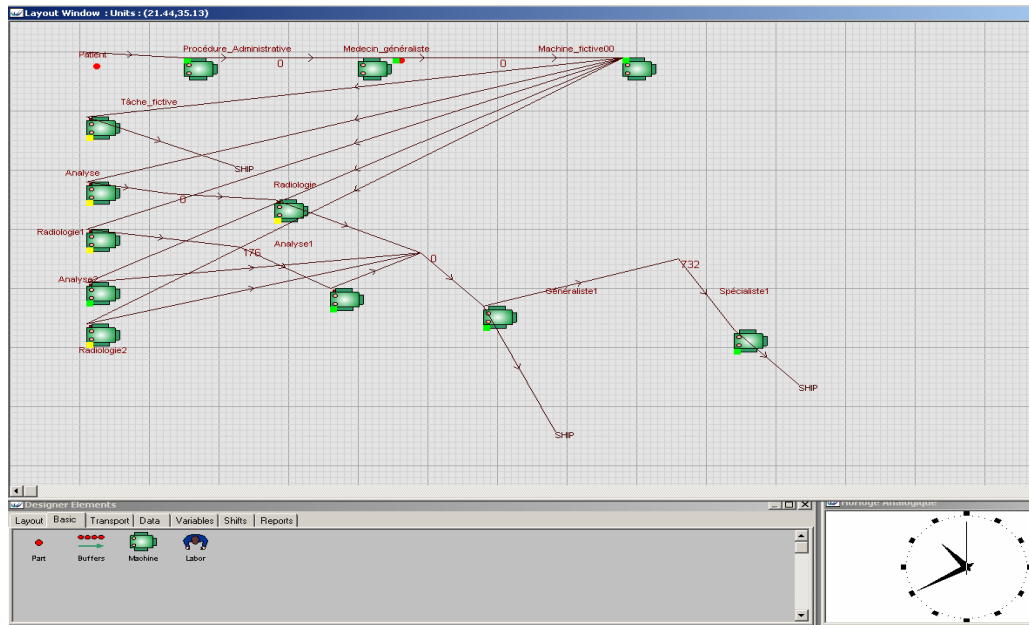 Layout Window : Units : (21.44,35.13)
Patient
Procédure_Administrative
Medecin_généraliste
Machine_fictive00
0
0
Tâche_fictive
SHIP
Analyse
0
Radiologie
Radiologie1
176
Analyse1
0
732
Analyse2
Généraliste1
Spécialiste1
Radiologie2
SHIP
SHIP
Designer Elements
Horloge Analogique
Layout Basic Transport Data Variables Shifts Reports
Part Buffers Machine Labor